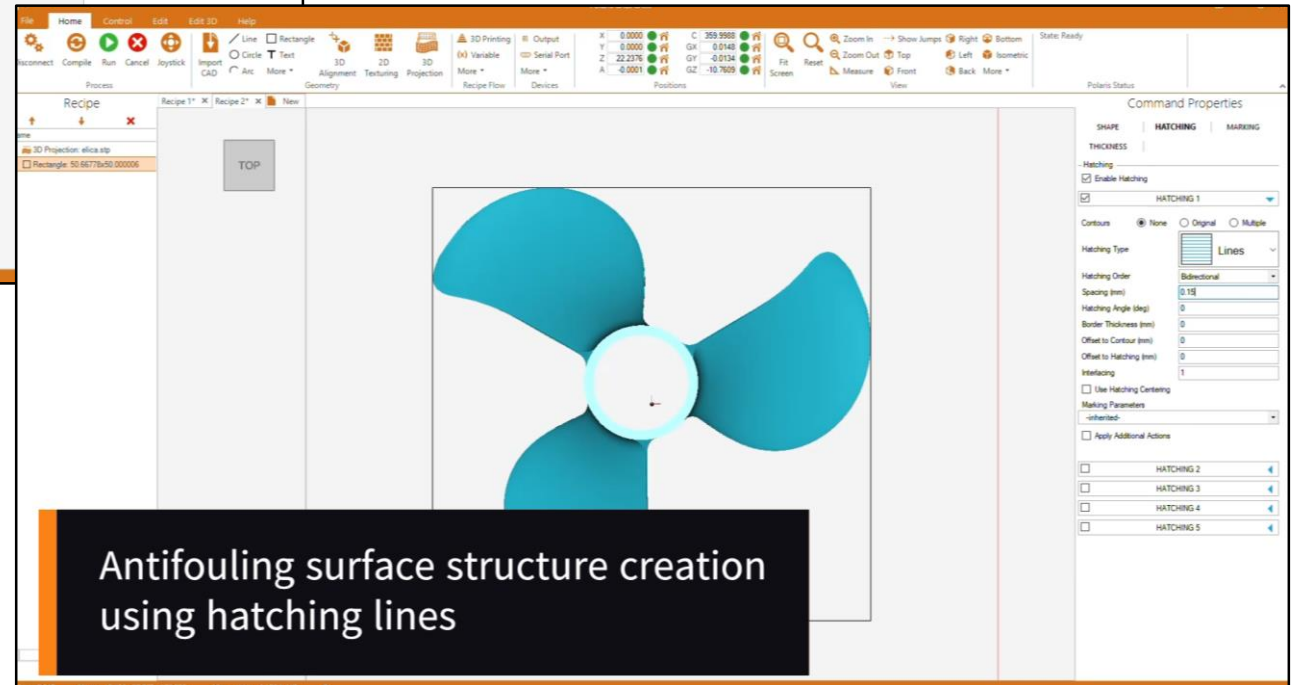 File Home Control Edit Edit 3D Help
Disconnect Compile Run Cancel Joystick
Process
Import CAD
Line Rectangle
Circle T Text
Arc More
3D Alignment
2D Texturing
3D Projection
Geometry
3D Printing
(x) Variable
More
Recipe Flow
Output
Serial Port
More
Devices
X 0.0000 C 359.9988
Y 0.0000 GX 0.0148
Z 22.2376 GY -0.0134
A -0.0001 GZ -10.7609
Positions
Fit Screen
Reset
Zoom In Show Jumps Right Bottom
Zoom Out Top Left Isometric
Measure Front Back More
View
State: Ready
Polaris Status
Recipe
Recipe 1* Recipe 2* New
3D Projection: elica.stp
Rectangle: 50.66778x50.000006
TOP
Command Properties
SHAPE HATCHING MARKING
THICKNESS
Hatching
Enable Hatching
HATCHING 1
Contours None Original Multiple
Hatching Type Lines
Hatching Order Bidirectional
Spacing (mm) 0.15
Hatching Angle (deg) 0
Border Thickness (mm) 0
Offset to Contour (mm) 0
Offset to Hatching (mm) 0
Interlacing 1
Use Hatching Centering
Marking Parameters
-inherited-
Apply Additional Actions
HATCHING 2
HATCHING 3
HATCHING 4
HATCHING 5
Antifouling surface structure creation
using hatching lines